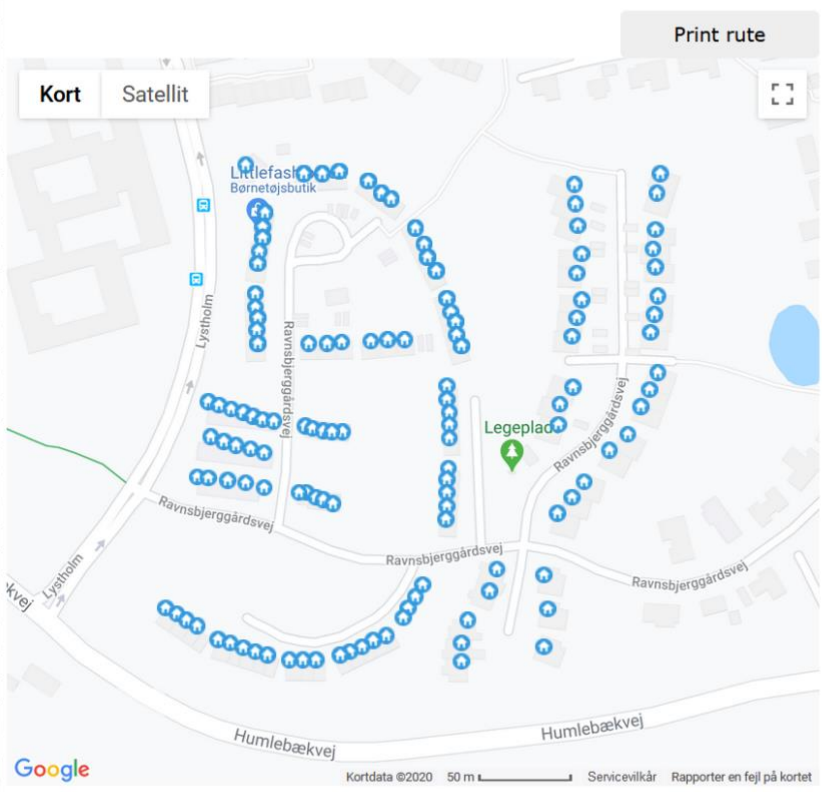 Print rute
Kort
Satellit
Littlefash
Børnetøjsbutik
Lystholm
Ravnsbjerggårdsvej
Ravnsbjerggårdsvej
Legeplad
Ravnsbjerggårdsvej
Lystholm
kvej
Ravnsbjerggårdsvej
Ravnsbjerggårdsvej
Humlebækvej
Humlebækvej
Google
Kortdata ©2020 50 m Servicevilkår Rapporter en fejl på kortet